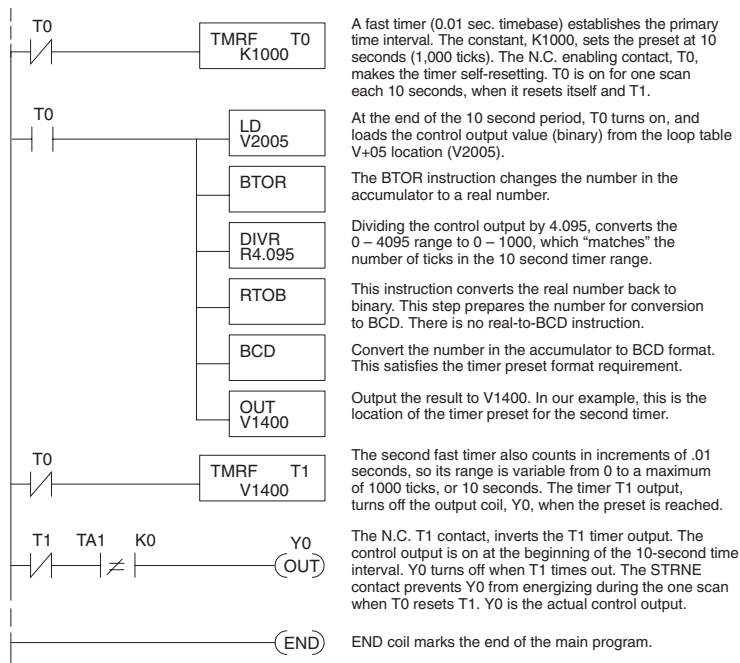 T0
TMRF T0
K1000
A fast timer (0.01 sec. timebase) establishes the primary
time interval. The constant, K1000, sets the preset at 10
seconds (1,000 ticks). The N.C. enabling contact, T0,
makes the timer self-resetting. T0 is on for one scan
each 10 seconds, when it resets itself and T1.
T0
LD
V2005
At the end of the 10 second period, T0 turns on, and
loads the control output value (binary) from the loop table
V+05 location (V2005).
BTOR
The BTOR instruction changes the number in the
accumulator to a real number.
DIVR
R4.095
Dividing the control output by 4.095, converts the
0 – 4095 range to 0 – 1000, which “matches” the
number of ticks in the 10 second timer range.
RTOB
This instruction converts the real number back to
binary. This step prepares the number for conversion
to BCD. There is no real-to-BCD instruction.
BCD
Convert the number in the accumulator to BCD format.
This satisfies the timer preset format requirement.
OUT
V1400
Output the result to V1400. In our example, this is the
location of the timer preset for the second timer.
T0
TMRF T1
V1400
The second fast timer also counts in increments of .01
seconds, so its range is variable from 0 to a maximum
of 1000 ticks, or 10 seconds. The timer T1 output,
turns off the output coil, Y0, when the preset is reached.
T1 TA1 K0 Y0
≠
OUT
The N.C. T1 contact, inverts the T1 timer output. The
control output is on at the beginning of the 10-second time
interval. Y0 turns off when T1 times out. The STRNE
contact prevents Y0 from energizing during the one scan
when T0 resets T1. Y0 is the actual control output.
END
END coil marks the end of the main program.